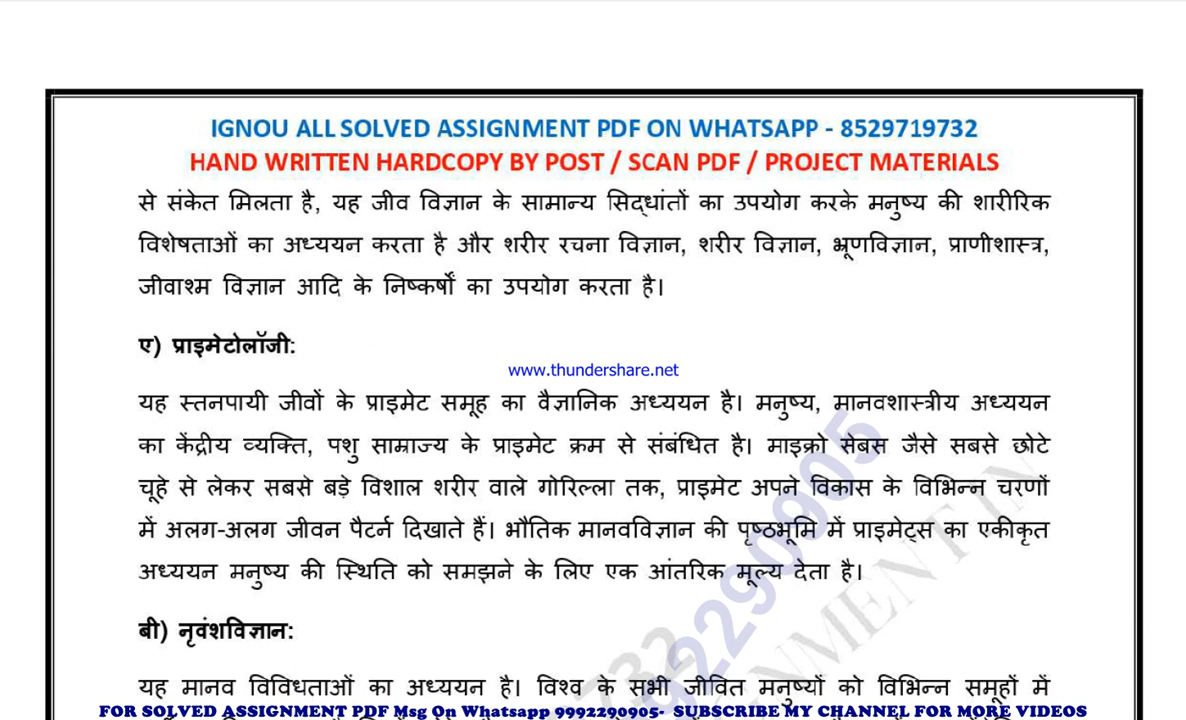 IGNOU ALL SOLVED ASSIGNMENT PDF ON WHATSAPP - 8529719732
HAND WRITTEN HARDCOPY BY POST / SCAN PDF / PROJECT MATERIALS
से संकेत मिलता है, यह जीव विज्ञान के सामान्य सिद्धांतों का उपयोग करके मनुष्य की शारीरिक
विशेषताओं का अध्ययन करता है और शरीर रचना विज्ञान, शरीर विज्ञान, भ्रूणविज्ञान, प्राणीशास्त्र,
जीवाश्म विज्ञान आदि के निष्कर्षों का उपयोग करता है।
ए) प्राइमेटोलॉजी:
www.thundershare.net
यह स्तनपायी जीवों के प्राइमेट समूह का वैज्ञानिक अध्ययन है। मनुष्य, मानवशास्त्रीय अध्ययन
का केंद्रीय व्यक्ति, पशु साम्राज्य के प्राइमेट क्रम से संबंधित है। माइक्रो सेबस जैसे सबसे छोटे
चूहे से लेकर सबसे बड़े विशाल शरीर वाले गोरिल्ला तक, प्राइमेट अपने विकास के विभिन्न चरणों
में अलग-अलग जीवन पैटर्न दिखाते हैं। भौतिक मानवविज्ञान की पृष्ठभूमि में प्राइमेट्स का एकीकृत
अध्ययन मनुष्य की स्थिति को समझने के लिए एक आंतरिक मूल्य देता है।
बी) नृवंशविज्ञान:
यह मानव विविधताओं का अध्ययन है। विश्व के सभी जीवित मनुष्यों को विभिन्न समूहों में
FOR SOLVED ASSIGNMENT PDF Msg On Whatsapp 9992290905- SUBSCRIBE MY CHANNEL FOR MORE VIDEOS